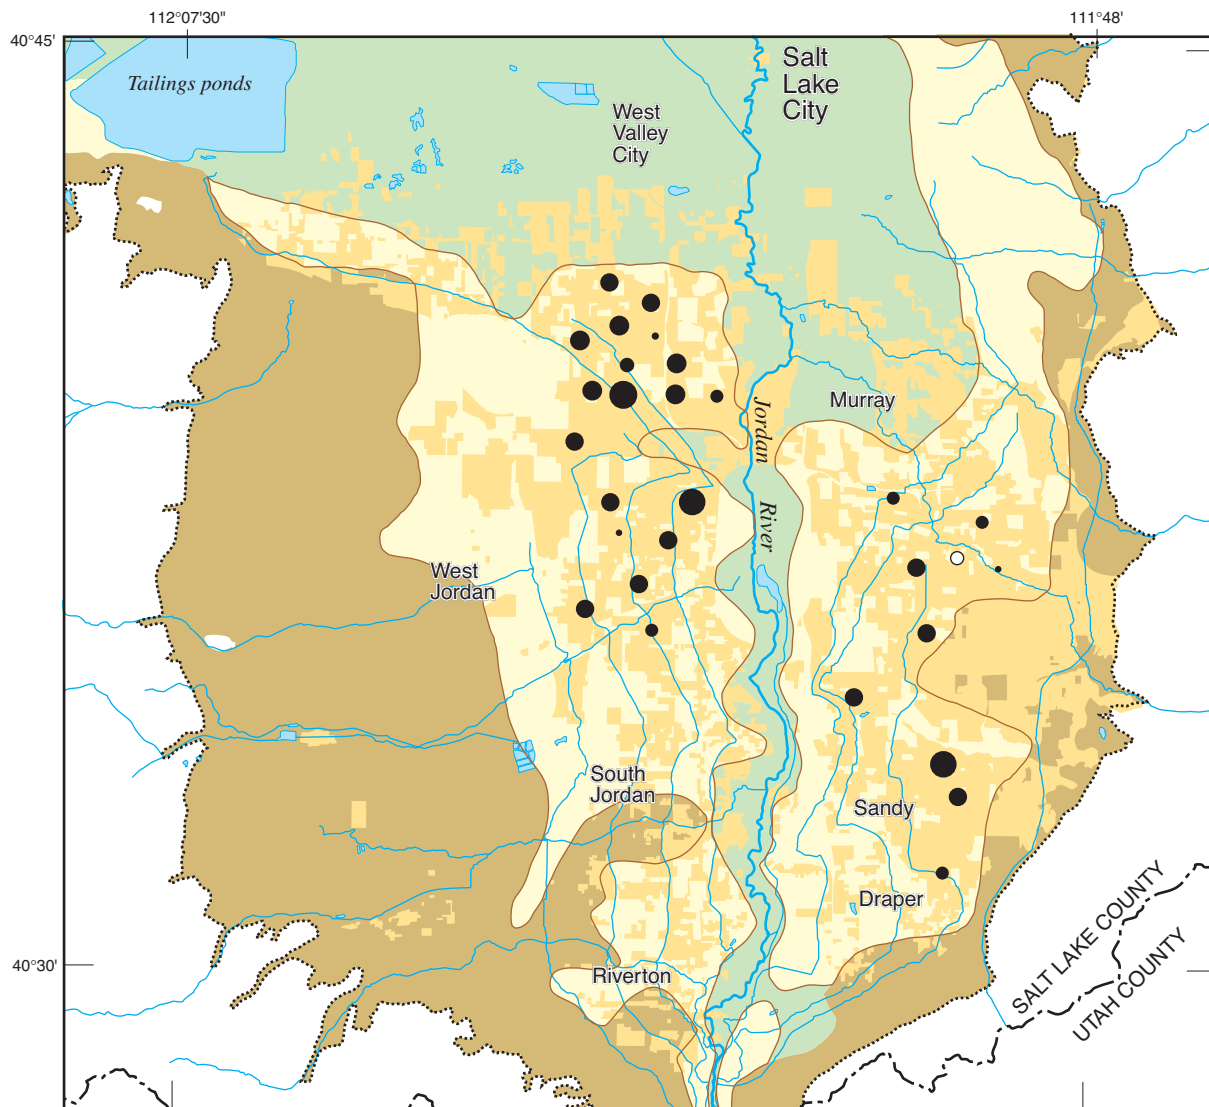 112°07'30"
111°48'
40°45'
Tailings ponds
Salt
Lake
City
West
Valley
City
Murray
Jordan
River
West
Jordan
South
Jordan
Sandy
Draper
40°30'
Riverton
SALT LAKE COUNTY
UTAH COUNTY